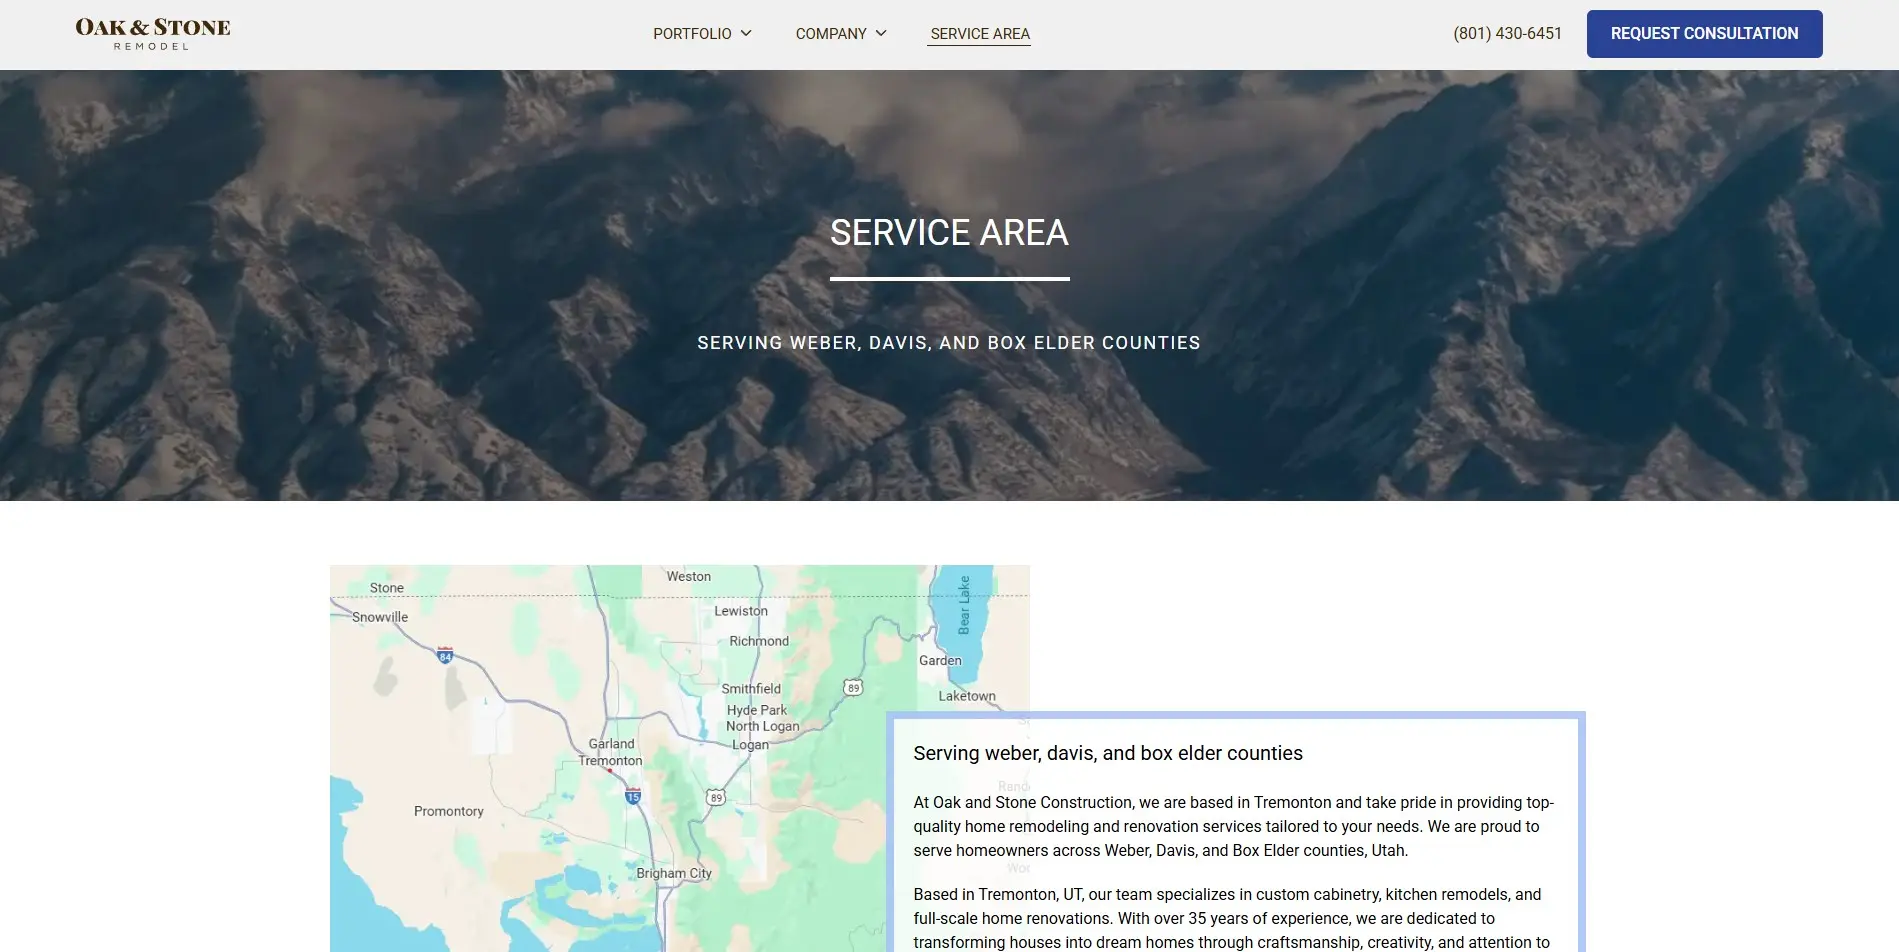 OAK & STONE
REMODEL
PORTFOLIO
COMPANY
SERVICE AREA
(801) 430-6451
REQUEST CONSULTATION
SERVICE AREA
SERVING WEBER, DAVIS, AND BOX ELDER COUNTIES
Stone
Weston
Bear Lake
Snowville
Lewiston
Richmond
84
Garden
Smithfield
89
Laketown
Hyde Park
North Logan
Logan
Garland
Tremonton
15
89
Promontory
Brigham City
Serving weber, davis, and box elder counties
At Oak and Stone Construction, we are based in Tremonton and take pride in providing top-
quality home remodeling and renovation services tailored to your needs. We are proud to
serve homeowners across Weber, Davis, and Box Elder counties, Utah.
Based in Tremonton, UT, our team specializes in custom cabinetry, kitchen remodels, and
full-scale home renovations. With over 35 years of experience, we are dedicated to
transforming houses into dream homes through craftsmanship, creativity, and attention to